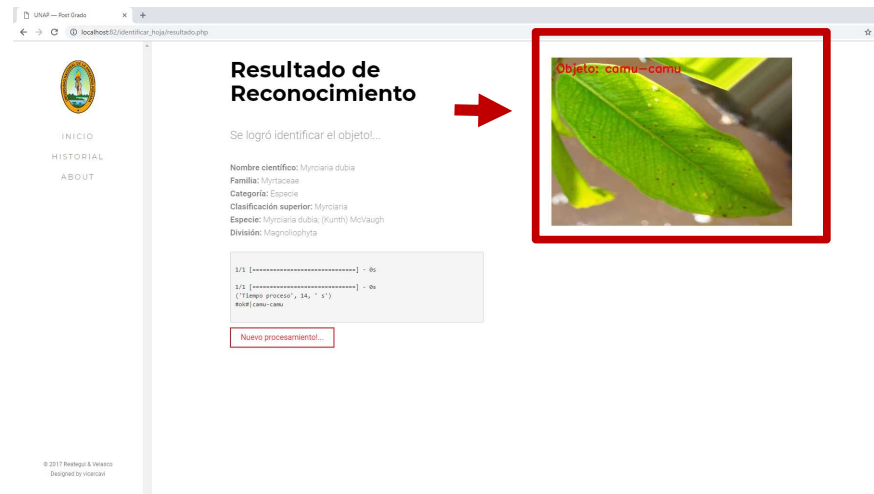 UNAP — Post Grado
localhost:82/identificar_hoja/resultado.php
INICIO
HISTORIAL
ABOUT
© 2017 Reategui & Velasco
Designed by vicercavi
Resultado de
Reconocimiento
Se logró identificar el objeto!...
Nombre científico: Myrciaria dubia
Familia: Myrtaceae
Categoría: Especie
Clasificación superior: Myrciaria
Especie: Myrciaria dubia; (Kunth) McVaugh
División: Magnoliophyta
1/1 [==============================] - 0s
1/1 [==============================] - 0s
('Tiempo proceso', 14, ' s')
#ok#|camu-camu
Nuevo procesamiento!...
Objeto: camu-camu